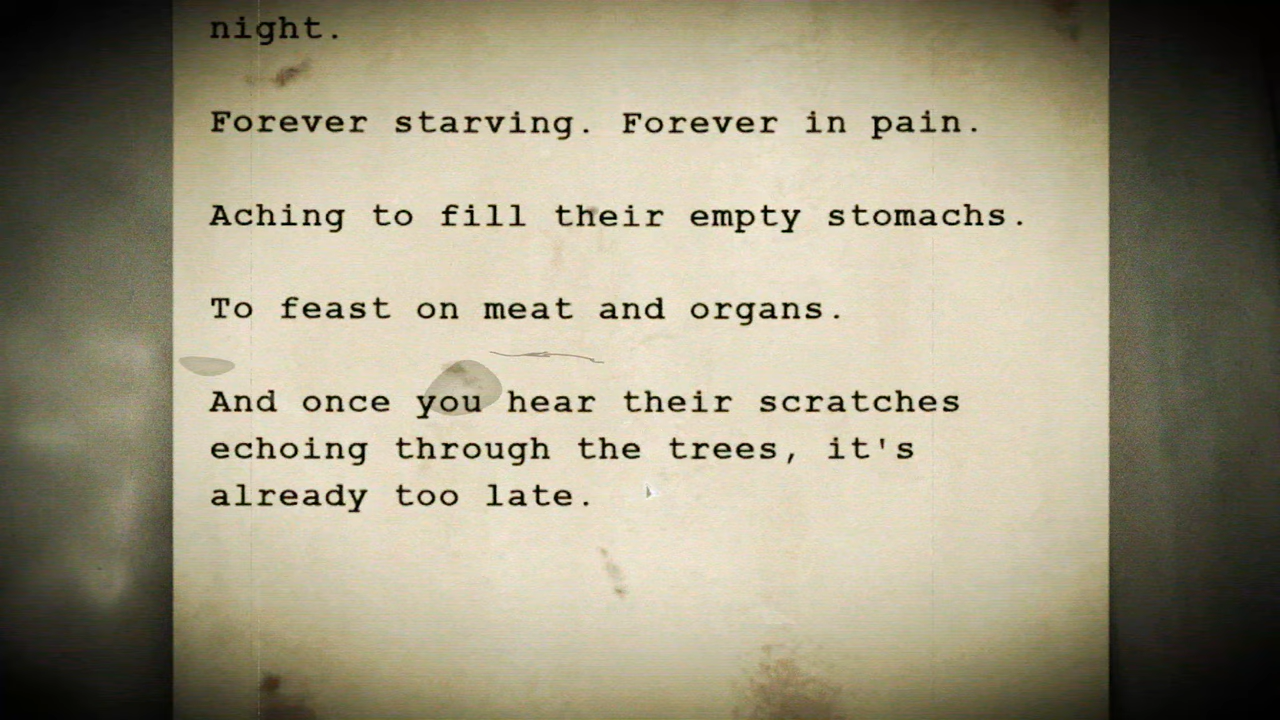 night.
Forever starving. Forever in pain.
Aching to fill their empty stomachs.
To feast on meat and organs.
And once you hear their scratches
echoing through the trees, it's
already too late.